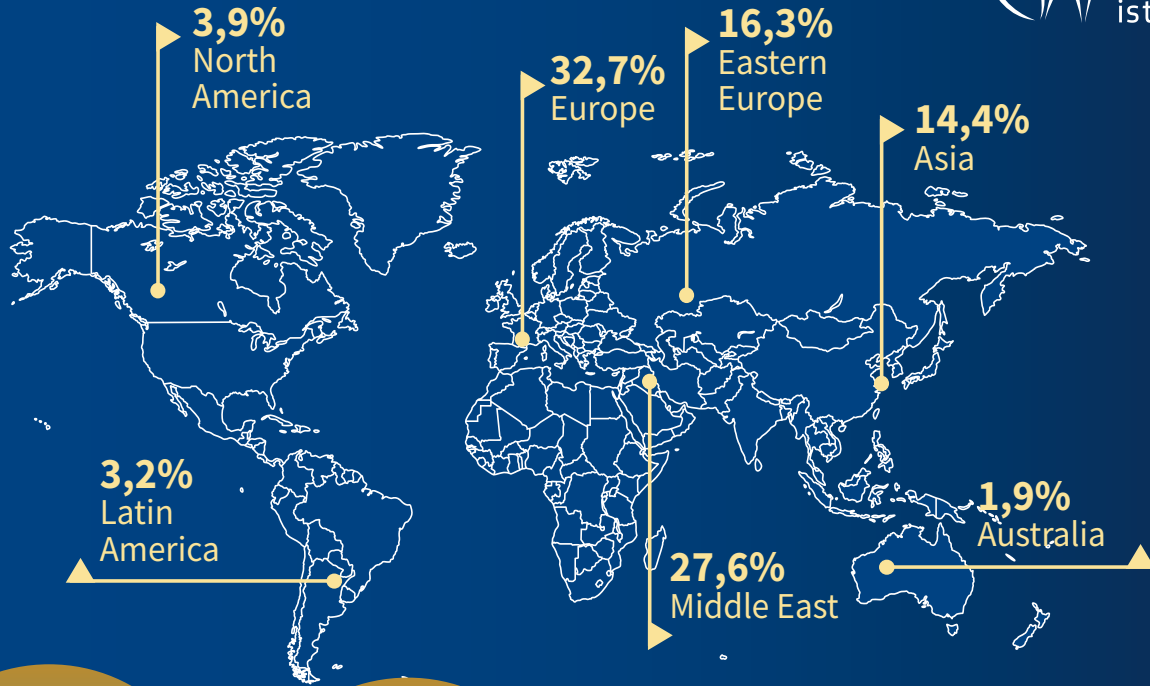 3,9%
North
America
32,7%
Europe
16,3%
Eastern
Europe
14,4%
Asia
3,2%
Latin
America
27,6%
Middle East
1,9%
Australia